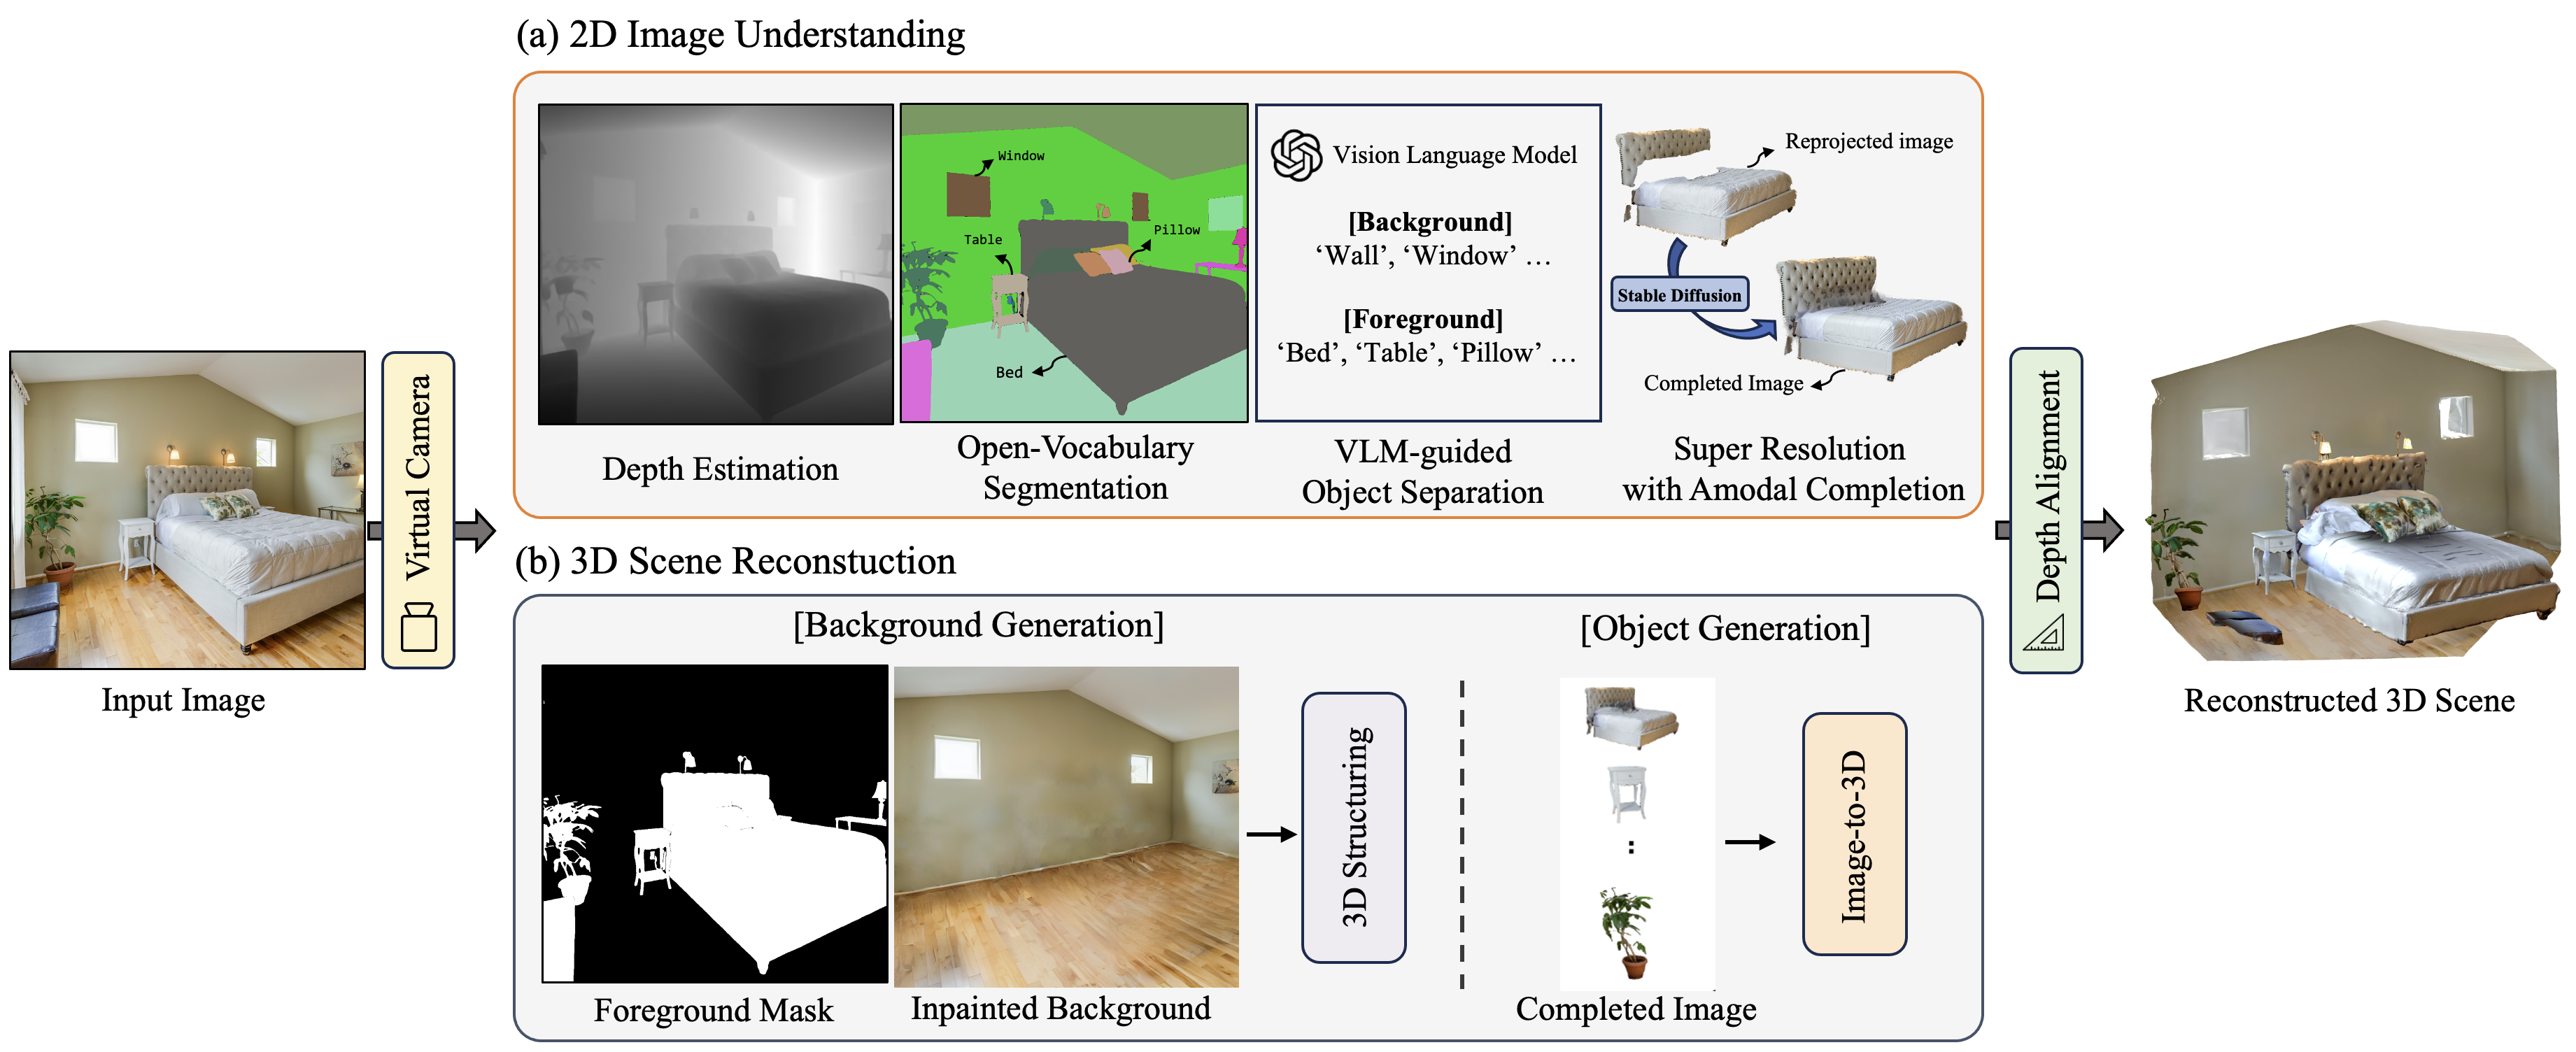 (a) 2D Image Understanding
Window
Table
Pillow
Bed
Vision Language Model
[Background]
‘Wall’, ‘Window’ …
[Foreground]
‘Bed’, ‘Table’, ‘Pillow’ …
Reprojected image
Stable Diffusion
Completed Image
Depth Estimation
Open-Vocabulary
Segmentation
VLM-guided
Object Separation
Super Resolution
with Amodal Completion
Input Image
Virtual Camera
(b) 3D Scene Reconstuction
[Background Generation]
Foreground Mask
Inpainted Background
3D Structuring
[Object Generation]
Completed Image
Image-to-3D
Depth Alignment
Reconstructed 3D Scene